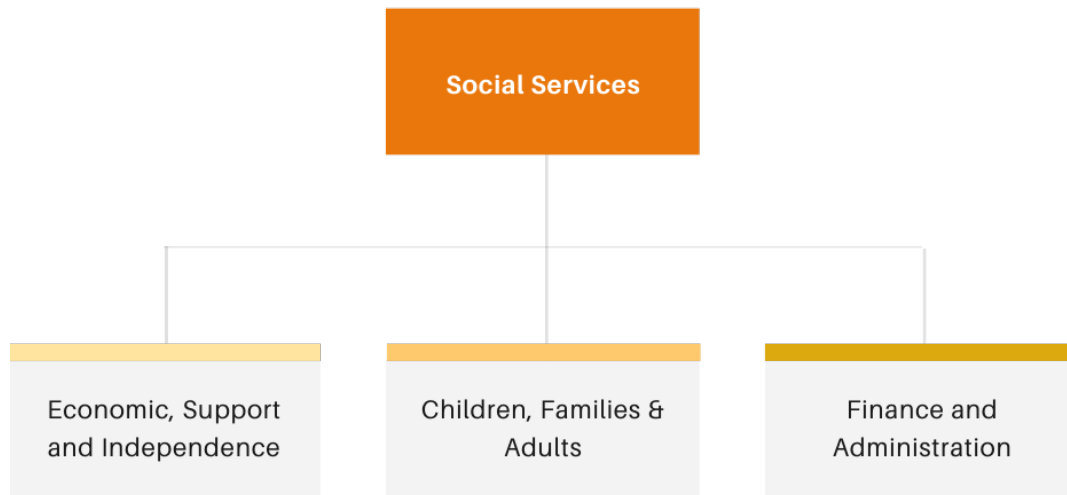 Social Services
Economic, Support
and Independence
Children, Families &
Adults
Finance and
Administration